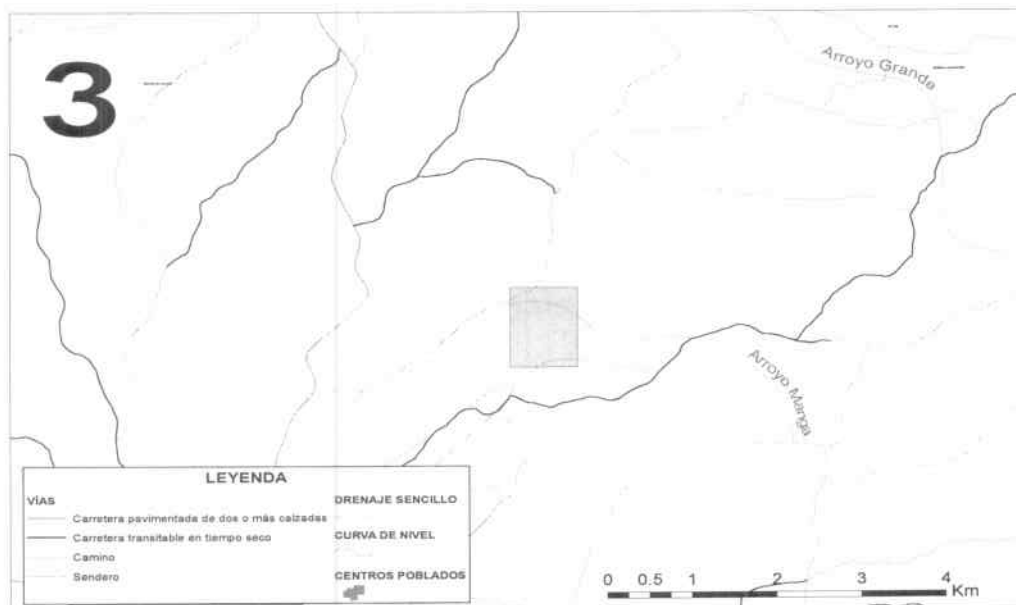 3
Arroyo Grande
Arroyo Manga
LEYENDA
VÍAS
Carretera pavimentada de dos o más calzadas
Carretera transitable en tiempo seco
Camino
Sendero
DRENAJE SENCILLO
CURVA DE NIVEL
CENTROS POBLADOS
0 0.5 1 2 3 4
Km